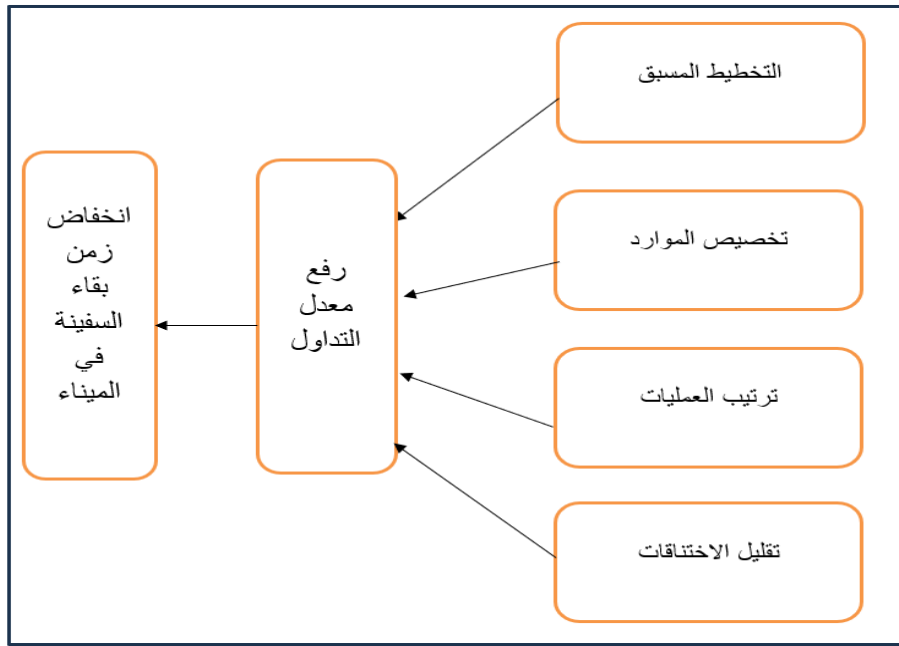 التخطيط المسبق
تخصيص الموارد
ترتيب العمليات
تقليل الاختناقات
رفع
معدل
التداول
انخفاض
زمن
بقاء
السفينة
في
الميناء